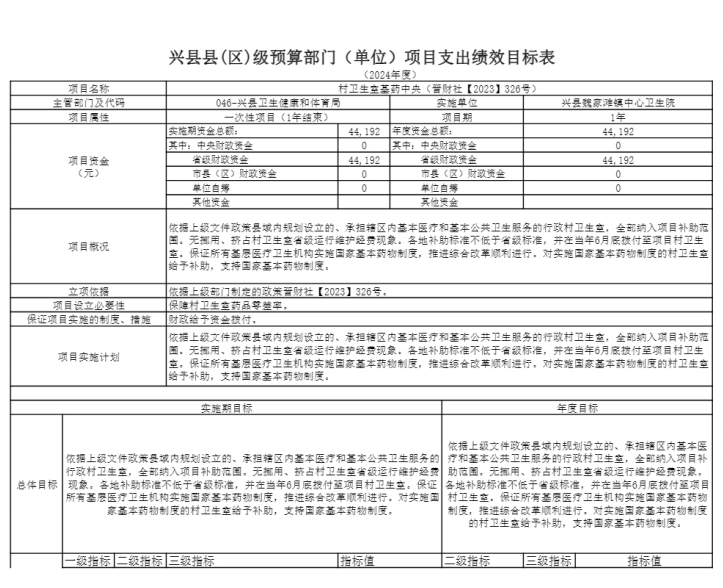 兴县县(区)级预算部门（单位）项目支出绩效目标表
（2024年度）
项目名称 村卫生室基药中央（晋财社【2023】326号）
主管部门及代码 046-兴县卫生健康和体育局 实施单位 兴县魏家滩镇中心卫生院
项目属性 一次性项目（1年结束） 项目期 1年
项目资金（元） 实施期资金总额： 44,192 年度资金总额： 44,192
其中：中央财政资金 0 其中：中央财政资金 0
省级财政资金 44,192 省级财政资金 44,192
市县（区）财政资金 0 市县（区）财政资金 0
单位自筹 0 单位自筹 0
其他资金 其他资金
项目概况
依据上级文件政策县域内规划设立的、承担辖区内基本医疗和基本公共卫生服务的行政村卫生室，全部纳入项目补助范
围。无挪用、挤占村卫生室省级运行维护经费现象。各地补助标准不低于省级标准，并在当年6月底拨付至项目村卫生
室。保证所有基层医疗卫生机构实施国家基本药物制度，推进综合改革顺利进行。对实施国家基本药物制度的村卫生室
给予补助，支持国家基本药物制度。
立项依据 依据上级部门制定的政策晋财社【2023】326号。
项目设立必要性 保障村卫生室药品零差率。
保证项目实施的制度、措施 财政给予资金拨付。
项目实施计划
依据上级文件政策县域内规划设立的、承担辖区内基本医疗和基本公共卫生服务的行政村卫生室，全部纳入项目补助范
围。无挪用、挤占村卫生室省级运行维护经费现象。各地补助标准不低于省级标准，并在当年6月底拨付至项目村卫生
室。保证所有基层医疗卫生机构实施国家基本药物制度，推进综合改革顺利进行。对实施国家基本药物制度的村卫生室
给予补助，支持国家基本药物制度。
实施期目标 年度目标
总体目标
依据上级文件政策县域内规划设立的、承担辖区内基本医疗和基本公共卫生服务的
行政村卫生室，全部纳入项目补助范围。无挪用、挤占村卫生室省级运行维护经费
现象。各地补助标准不低于省级标准，并在当年6月底拨付至项目村卫生室。保证
所有基层医疗卫生机构实施国家基本药物制度，推进综合改革顺利进行。对实施国
家基本药物制度的村卫生室给予补助，支持国家基本药物制度。
依据上级文件政策县域内规划设立的、承担辖区内基本医
疗和基本公共卫生服务的行政村卫生室，全部纳入项目补
助范围。无挪用、挤占村卫生室省级运行维护经费现象。
各地补助标准不低于省级标准，并在当年6月底拨付至项目
村卫生室。保证所有基层医疗卫生机构实施国家基本药物
制度，推进综合改革顺利进行。对实施国家基本药物制度
的村卫生室给予补助，支持国家基本药物制度。
一级指标 二级指标 三级指标 指标值 二级指标 三级指标 指标值